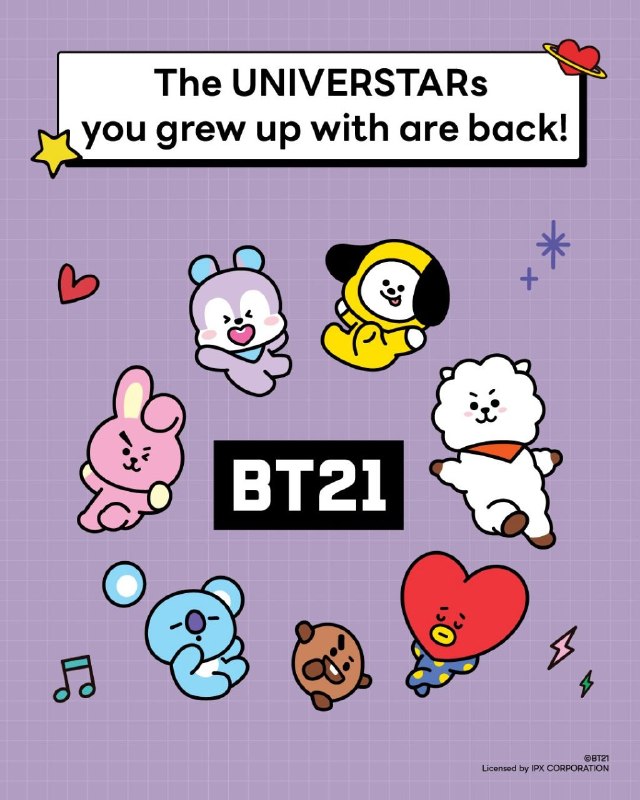 The UNIVERSTARs
you grew up with are back!
BT21
©BT21
Licensed by IPX CORPORATION